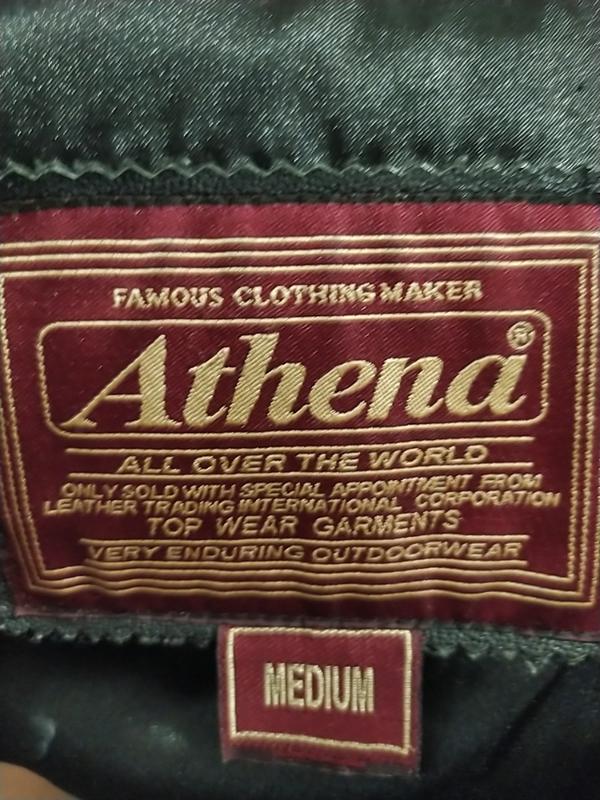 FAMOUS CLOTHING MAKER
Athena®
ALL OVER THE WORLD
ONLY SOLD WITH SPECIAL APPOINTMENT FROM
LEATHER TRADING INTERNATIONAL CORPORATION
TOP WEAR GARMENTS
VERY ENDURING OUTDOORWEAR
MEDIUM